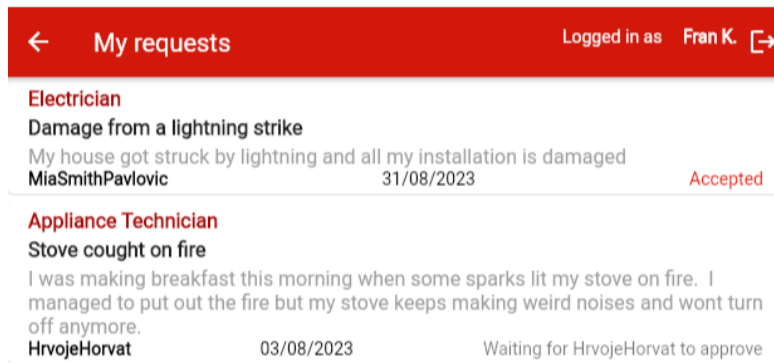 My requests Logged in as Fran K.
Electrician
Damage from a lightning strike
My house got struck by lightning and all my installation is damaged
MiaSmithPavlovic 31/08/2023 Accepted
Appliance Technician
Stove cought on fire
I was making breakfast this morning when some sparks lit my stove on fire. I
managed to put out the fire but my stove keeps making weird noises and wont turn
off anymore.
HrvojeHorvat 03/08/2023 Waiting for HrvojeHorvat to approve